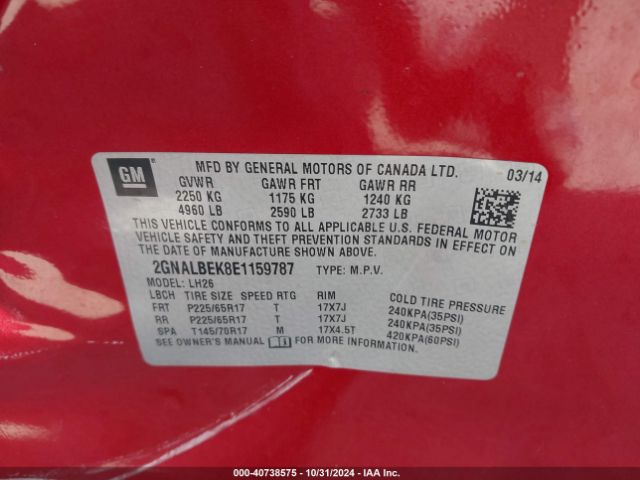 GM
MFD BY GENERAL MOTORS OF CANADA LTD.
03/14
GVWR GAWR FRT GAWR RR
2250 KG 1175 KG 1240 KG
4960 LB 2590 LB 2733 LB
THIS VEHICLE CONFORMS TO ALL APPLICABLE U.S. FEDERAL MOTOR
VEHICLE SAFETY AND THEFT PREVENTION STANDARDS IN EFFECT ON
THE DATE OF MANUFACTURE SHOWN ABOVE.
2GNALBEK8E1159787 TYPE: M.P.V.
MODEL: LH26
LBCH TIRE SIZE SPEED RTG RIM COLD TIRE PRESSURE
FRT P225/65R17 T 17X7J 240KPA(35PSI)
RR P225/65R17 T 17X7J 240KPA(35PSI)
SPA T145/70R17 M 17X4.5T 420KPA(60PSI)
SEE OWNER'S MANUAL FOR MORE INFORMATION.
000-40738575 - 10/31/2024 - IAA Inc.